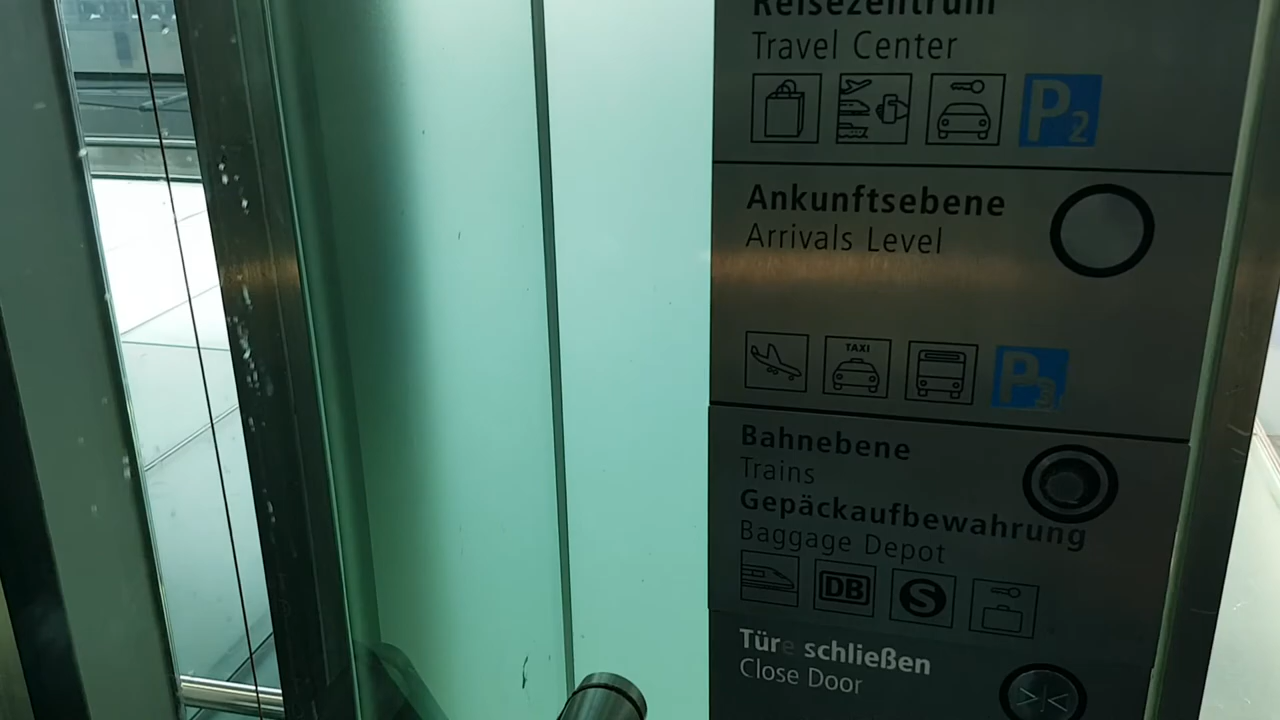 Reisezentrum
Travel Center
P2
Ankunftsebene
Arrivals Level
TAXI
P3
Bahnebene
Trains
Gepäckaufbewahrung
Baggage Depot
DB
S
Türe schließen
Close Door